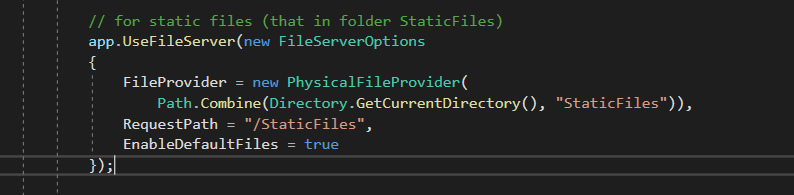 // for static files (that in folder StaticFiles)
app.UseFileServer(new FileServerOptions
{
FileProvider = new PhysicalFileProvider(
Path.Combine(Directory.GetCurrentDirectory(), "StaticFiles")),
RequestPath = "/StaticFiles",
EnableDefaultFiles = true
});